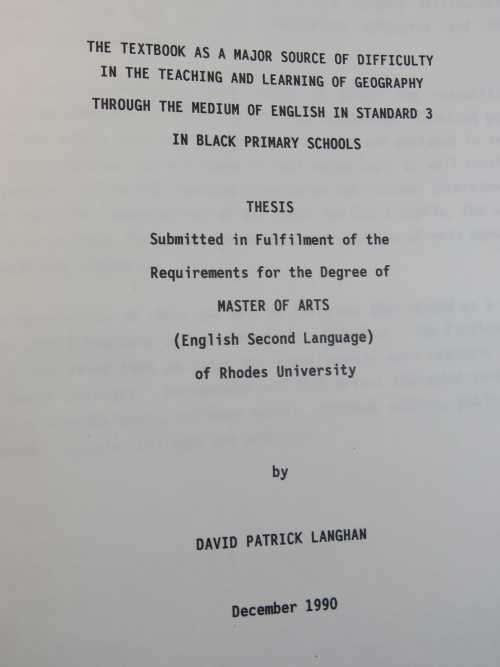 THE TEXTBOOK AS A MAJOR SOURCE OF DIFFICULTY
IN THE TEACHING AND LEARNING OF GEOGRAPHY
THROUGH THE MEDIUM OF ENGLISH IN STANDARD 3
IN BLACK PRIMARY SCHOOLS
THESIS
Submitted in Fulfilment of the
Requirements for the Degree of
MASTER OF ARTS
(English Second Language)
of Rhodes University
by
DAVID PATRICK LANGHAN
December 1990